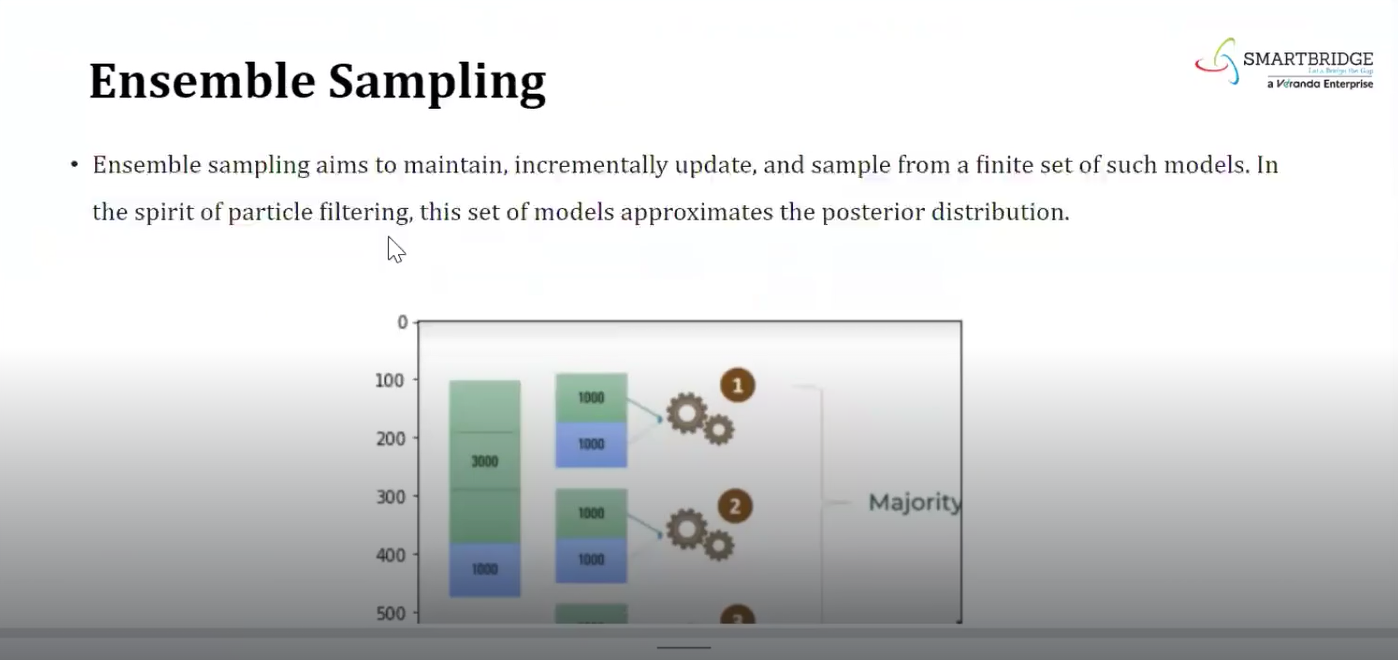 Ensemble Sampling
SMARTBRIDGE
Let's Bridge the Gap
a Veranda Enterprise
• Ensemble sampling aims to maintain, incrementally update, and sample from a finite set of such models. In
the spirit of particle filtering, this set of models approximates the posterior distribution.
0
100
200
300
400
500
3000
1000
1000
1000
1
1000
1000
2
3
Majority